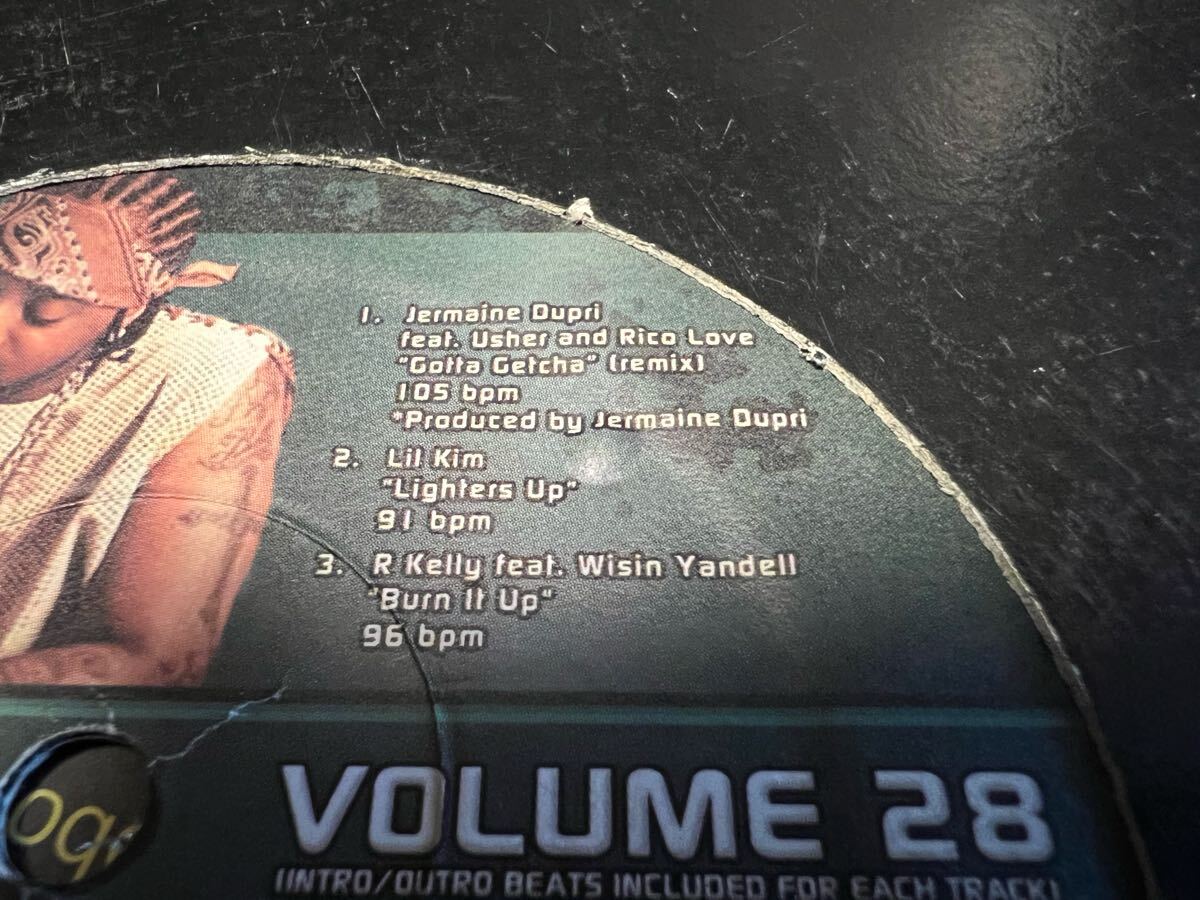 1. Jermaine Dupri
feat. Usher and Rico Love
"Gotta Getcha" (remix)
105 bpm
*Produced by Jermaine Dupri
2. Lil Kim
"Lighters Up"
91 bpm
3. R Kelly feat. Wisin Yandell
"Burn It Up"
96 bpm
VOLUME 28
(INTRO/OUTRO BEATS INCLUDED FOR EACH TRACK)